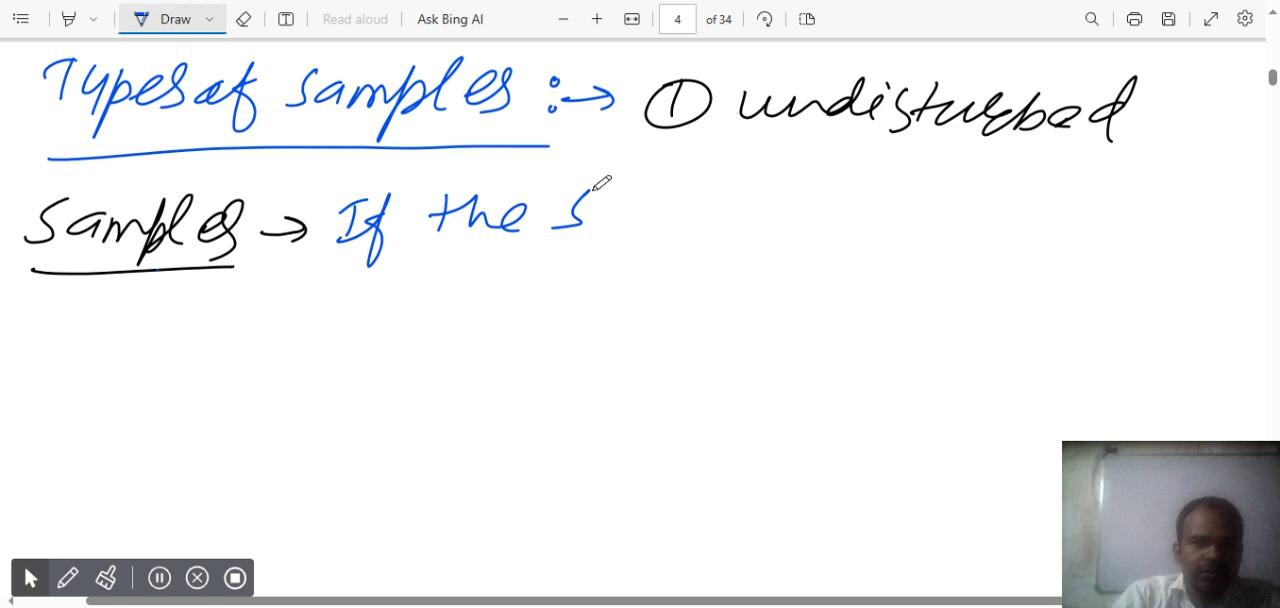 Draw
Read aloud
Ask Bing AI
4 of 34
Types of samples :→ ① undisturbed
samples → If the s